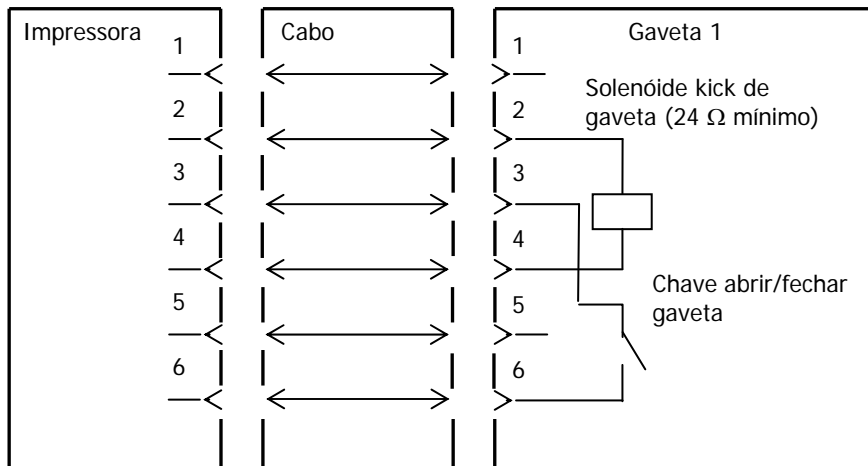 Impressora
Cabo
Gaveta 1
1
1
Solenóide kick de
gaveta (24 Ω mínimo)
2
2
3
3
4
4
Chave abrir/fechar
gaveta
5
5
6
6